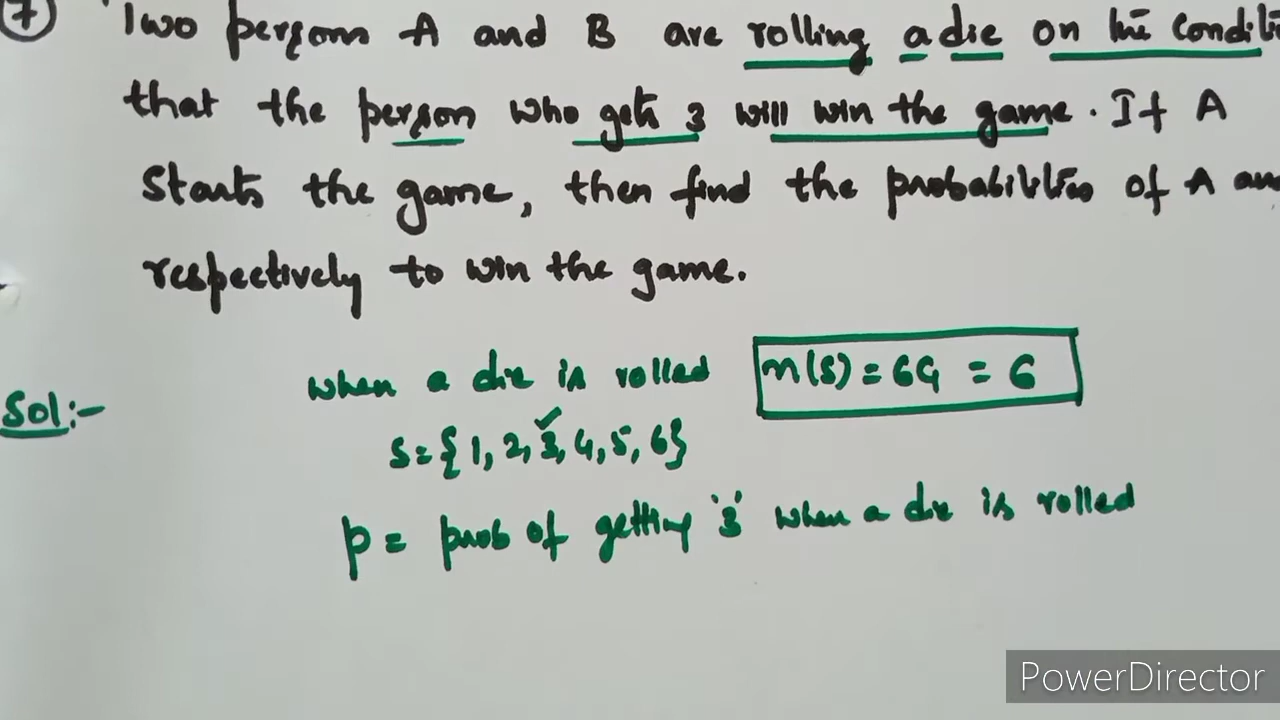 7 Two persons A and B are rolling a die on the Conditi
that the person who gets 3 will win the game. If A
Starts the game, then find the probabilities of A an
respectively to win the game.
Sol:-
when a die is rolled n(S) = 6C1 = 6
S = {1, 2, 3, 4, 5, 6}
p = prob of getting '3' when a die is rolled
PowerDirector